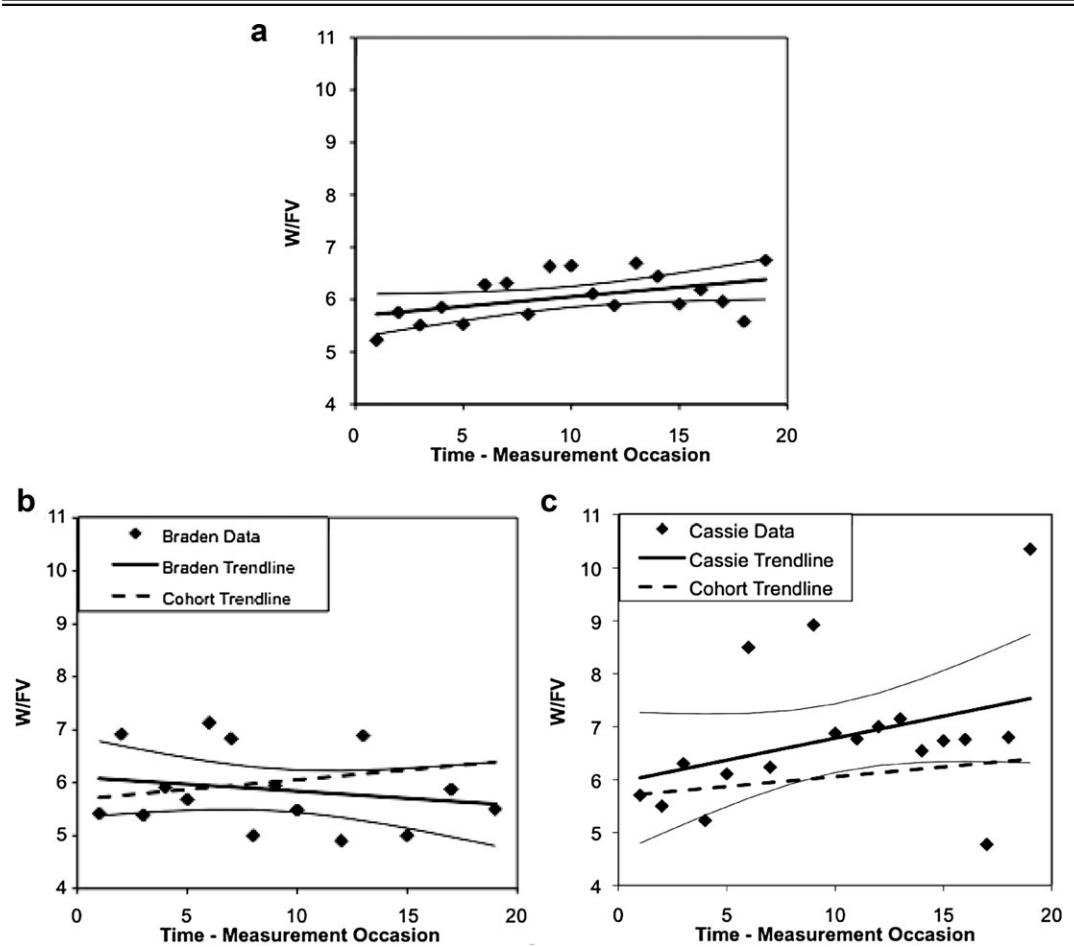 a
11
10
9
8
7
6
5
4
W/FV
0 5 10 15 20
Time - Measurement Occasion
b
11
10
9
8
7
6
5
4
W/FV
Braden Data
Braden Trendline
Cohort Trendline
0 5 10 15 20
Time - Measurement Occasion
c
11
10
9
8
7
6
5
4
W/FV
Cassie Data
Cassie Trendline
Cohort Trendline
0 5 10 15 20
Time - Measurement Occasion